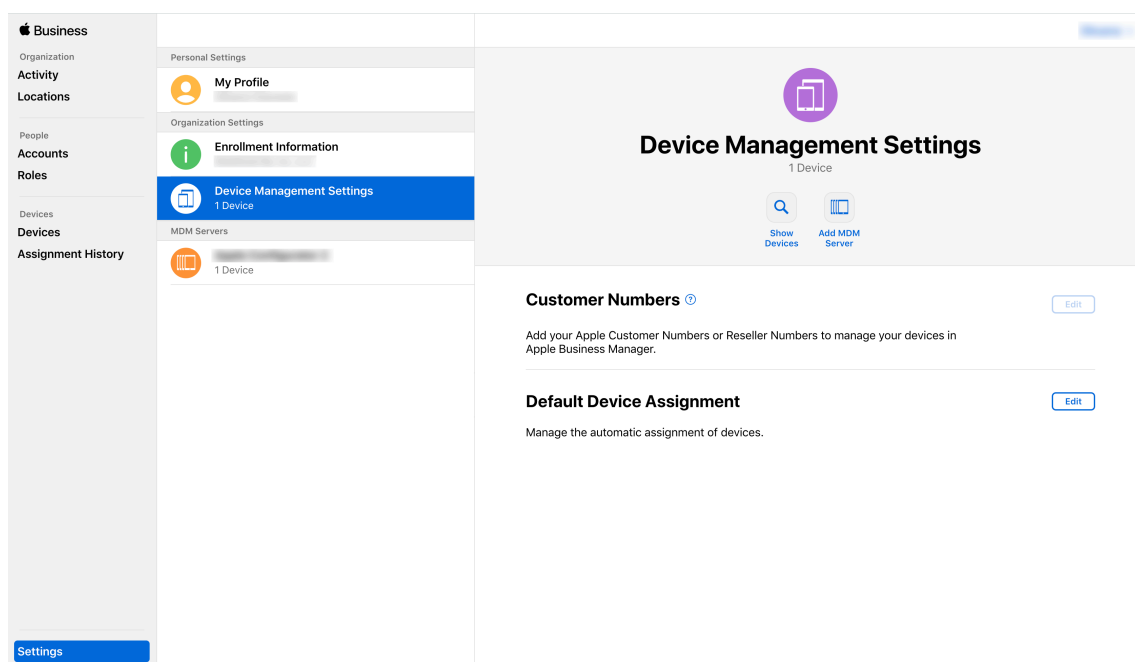 Business
Organization
Activity
Locations
People
Accounts
Roles
Devices
Devices
Assignment History
Settings
Personal Settings
My Profile
Organization Settings
Enrollment Information
Device Management Settings
1 Device
MDM Servers
1 Device
Device Management Settings
1 Device
Show
Devices
Add MDM
Server
Customer Numbers ?
Edit
Add your Apple Customer Numbers or Reseller Numbers to manage your devices in
Apple Business Manager.
Default Device Assignment
Edit
Manage the automatic assignment of devices.